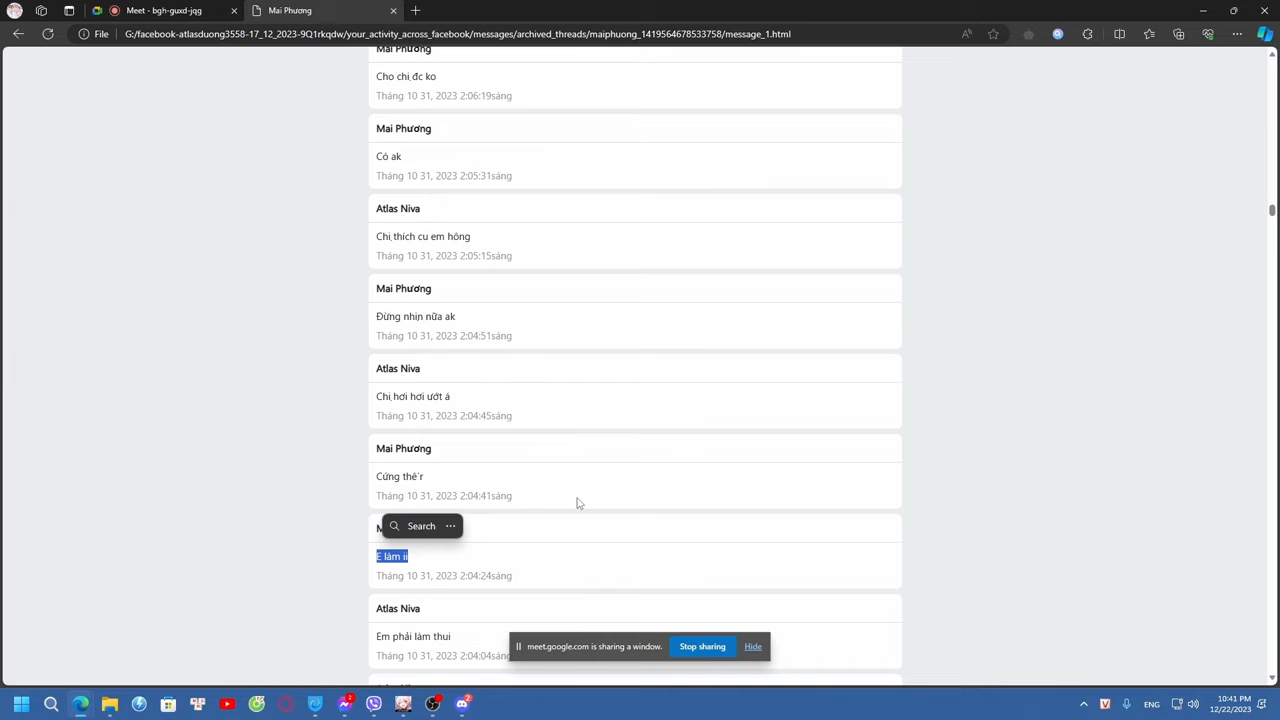 Meet - bgh-guxd-jqg
Mai Phương
File
G:/facebook-atlasduong3558-17_12_2023-9Q1rkqdw/your_activity_across_facebook/messages/archived_threads/maiphuong_1419564678533758/message_1.html
Mai Phương
Cho chị đc ko
Tháng 10 31, 2023 2:06:19sáng
Mai Phương
Có ak
Tháng 10 31, 2023 2:05:31sáng
Atlas Niva
Chị thích cu em hông
Tháng 10 31, 2023 2:05:15sáng
Mai Phương
Đừng nhịn nữa ak
Tháng 10 31, 2023 2:04:51sáng
Atlas Niva
Chị hơi hơi ướt á
Tháng 10 31, 2023 2:04:45sáng
Mai Phương
Cứng thế r
Tháng 10 31, 2023 2:04:41sáng
Search
E làm ii
Tháng 10 31, 2023 2:04:24sáng
Atlas Niva
Em phải làm thui
Tháng 10 31, 2023 2:04:04sáng
meet.google.com is sharing a window.
Stop sharing
Hide
ENG
10:41 PM
12/22/2023